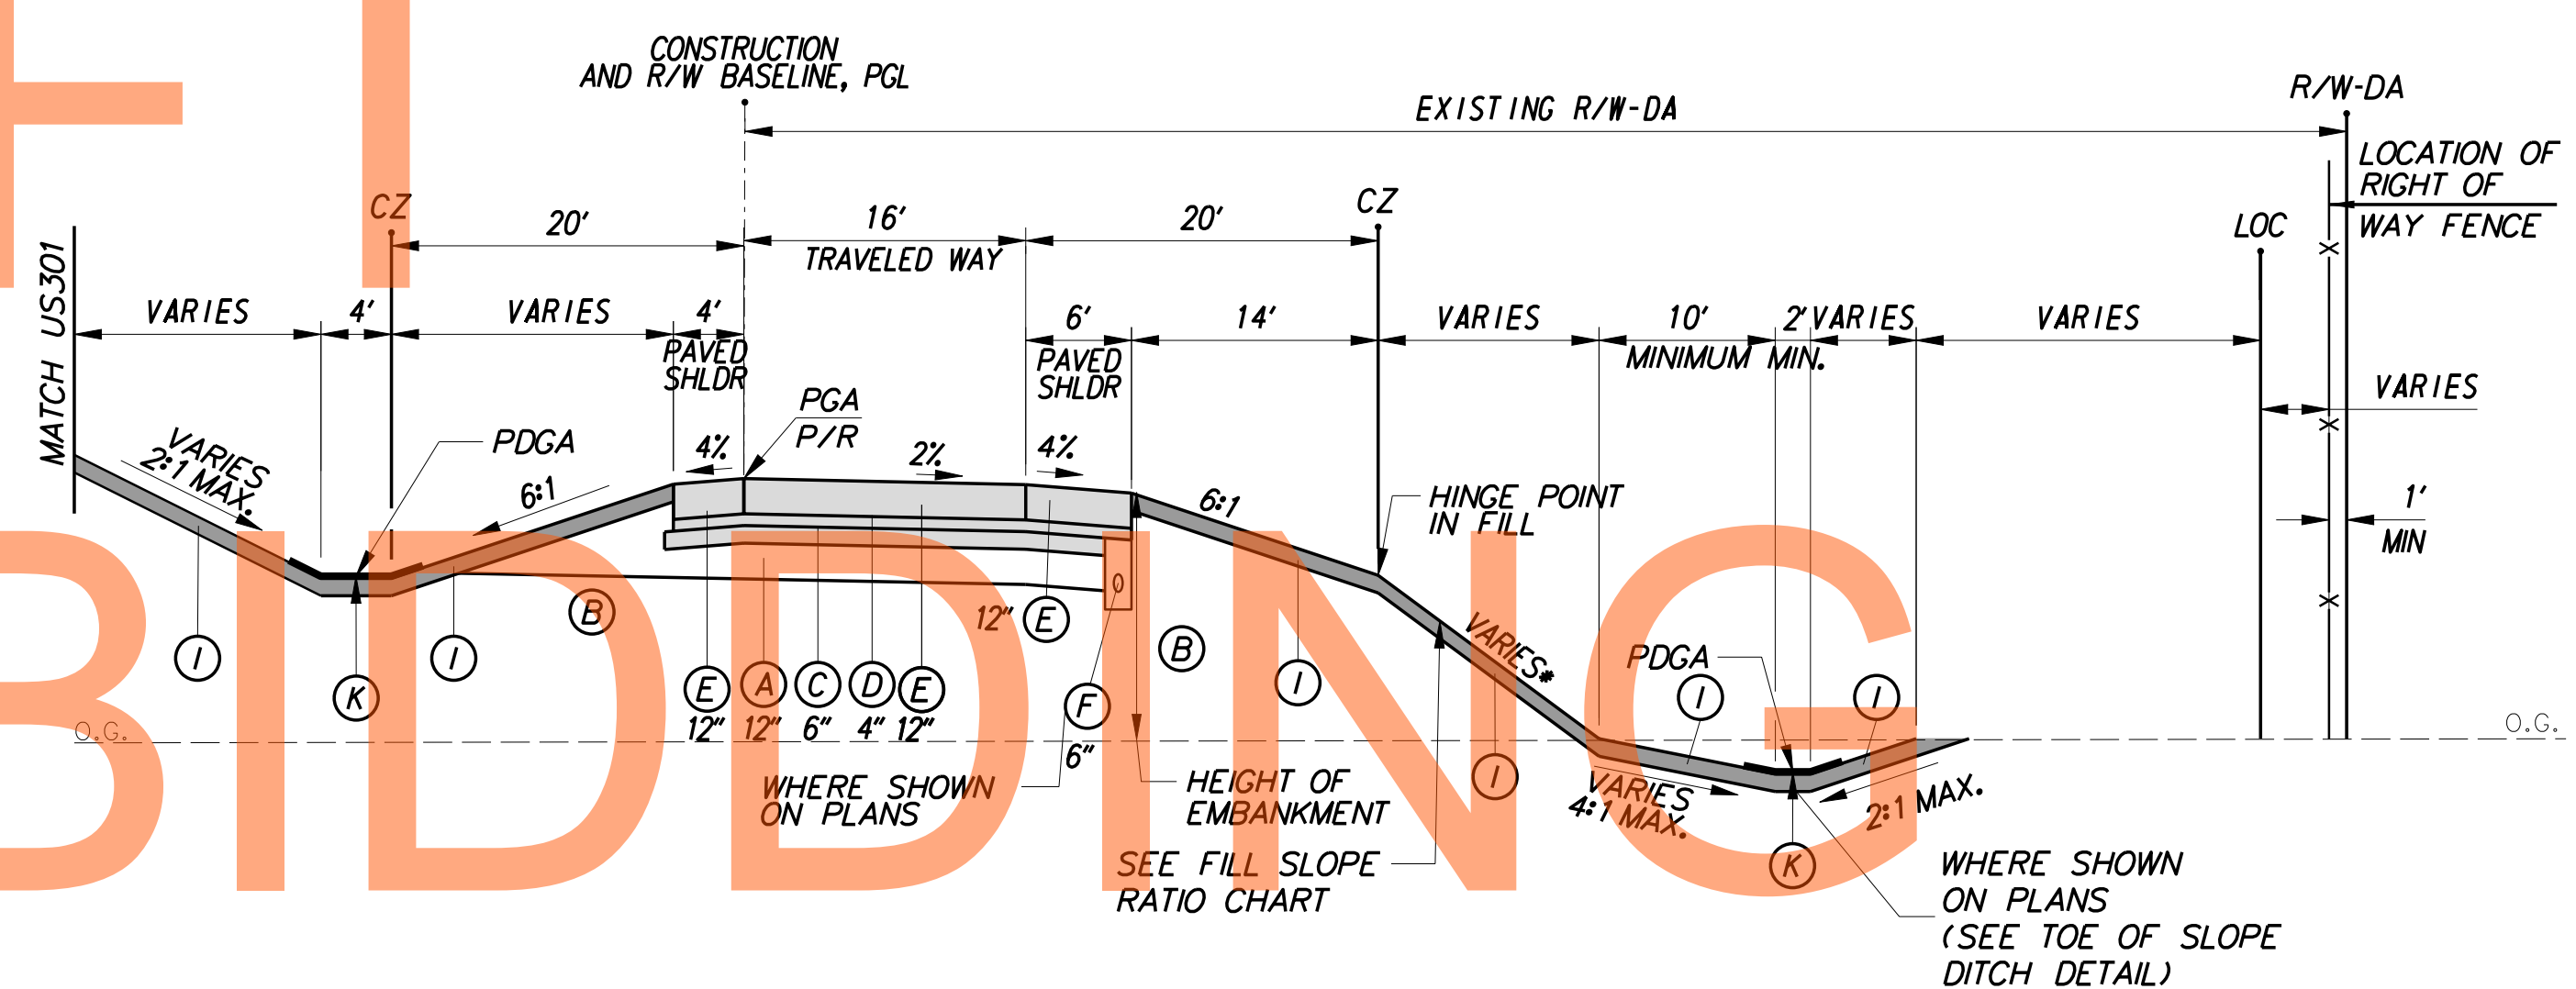 CONSTRUCTION
AND R/W BASELINE, PGL
R/W-DA
EXISTING R/W-DA
LOCATION OF
RIGHT OF
WAY FENCE
CZ
20'
16'
TRAVELED WAY
20'
CZ
LOC
MATCH US301
VARIES
4'
VARIES
4'
PAVED
SHLDR
6'
PAVED
SHLDR
14'
VARIES
10'
MINIMUM
2'
MIN.
VARIES
VARIES
VARIES
PGA
P/R
PDGA
VARIES
2:1 MAX.
6:1
4%
2%
4%
6:1
HINGE POINT
IN FILL
1'
MIN
I
K
I
B
E
12"
A
12"
C
6"
D
4"
E
12"
12"
E
F
6"
B
I
VARIES*
I
PDGA
I
I
O.G.
O.G.
WHERE SHOWN
ON PLANS
HEIGHT OF
EMBANKMENT
SEE FILL SLOPE
RATIO CHART
VARIES
4:1 MAX.
2:1 MAX.
K
WHERE SHOWN
ON PLANS
(SEE TOE OF SLOPE
DITCH DETAIL)
BIDDING